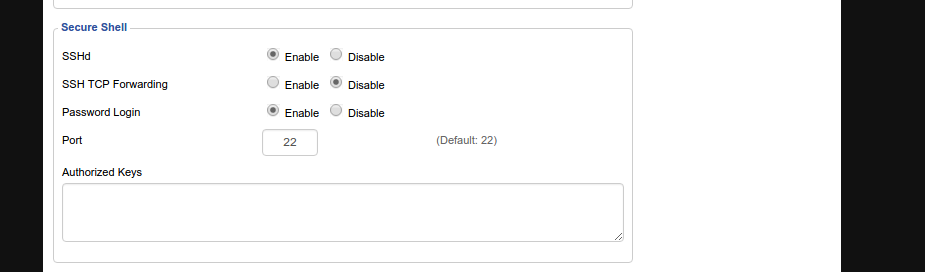 Secure Shell
SSHd Enable Disable
SSH TCP Forwarding Enable Disable
Password Login Enable Disable
Port 22 (Default: 22)
Authorized Keys